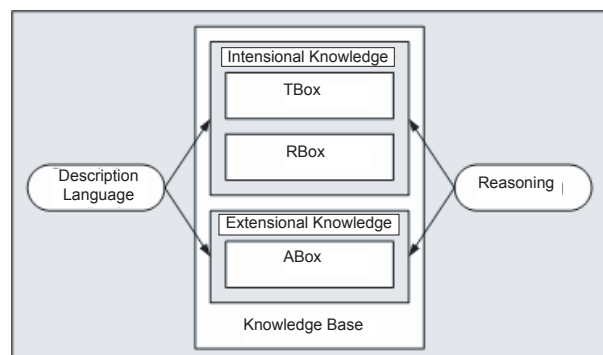 Intensional Knowledge
TBox
RBox
Description
Language
Reasoning
Extensional Knowledge
ABox
Knowledge Base